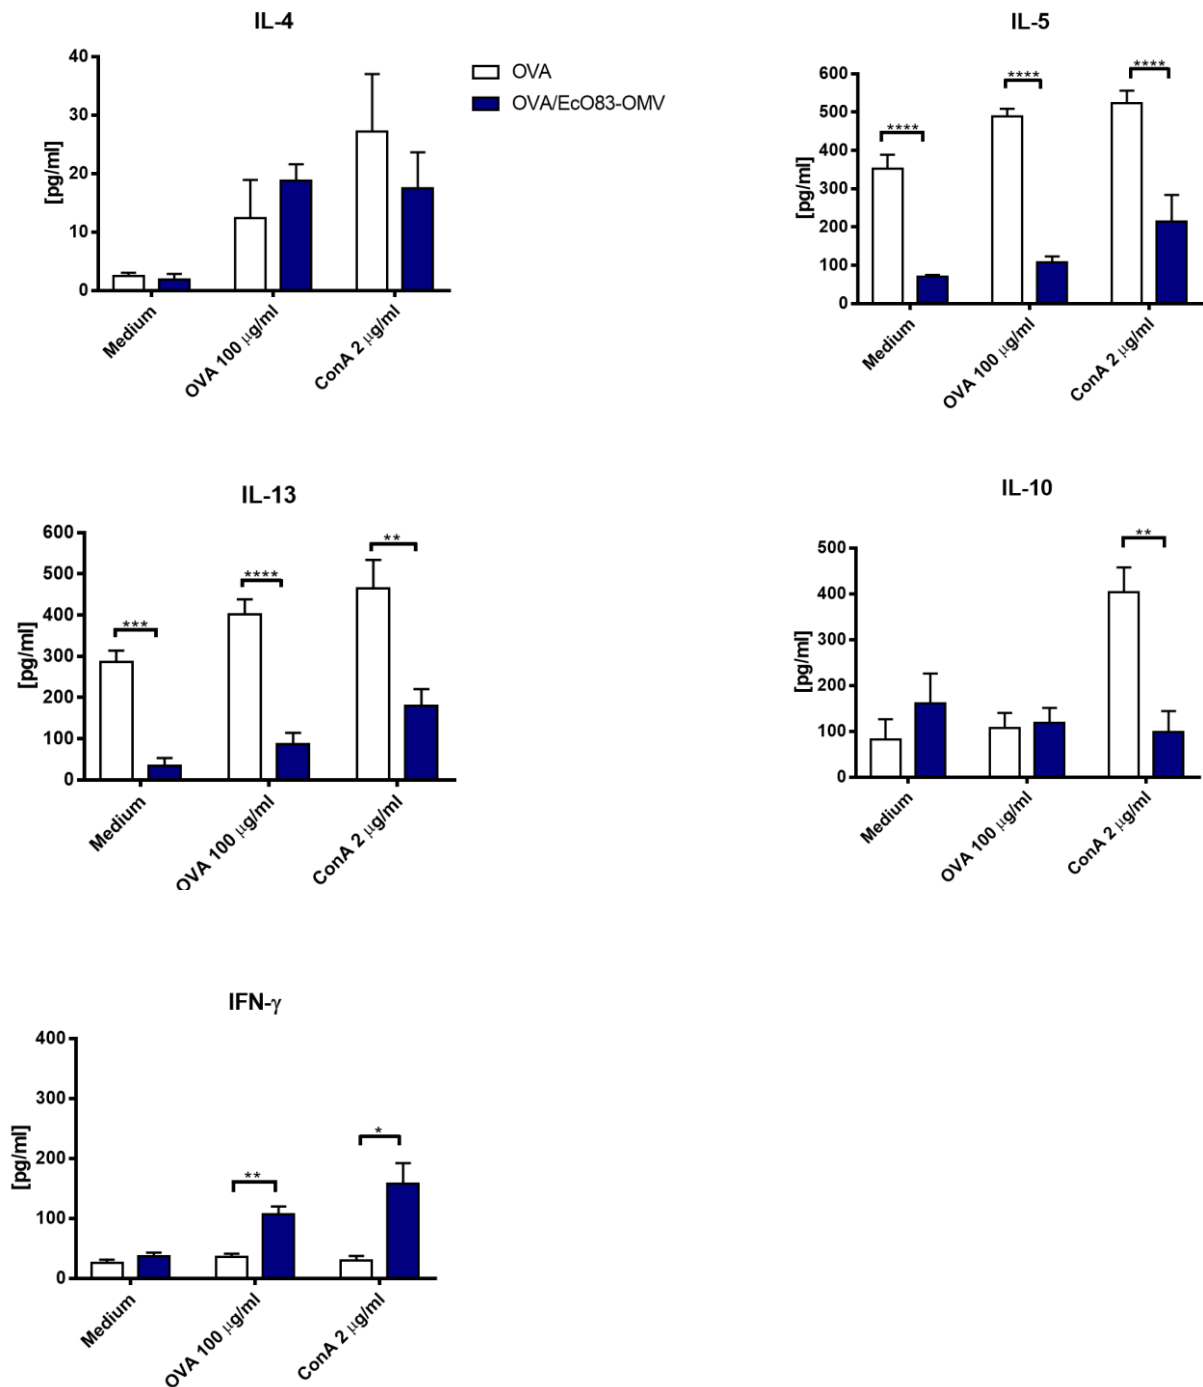 IL-4
[pg/ml]
40
30
20
10
0
Medium
OVA 100 μg/ml
ConA 2 μg/ml
OVA
OVA/EcO83-OMV
IL-5
[pg/ml]
600
500
400
300
200
100
0
****
****
****
Medium
OVA 100 μg/ml
ConA 2 μg/ml
IL-13
[pg/ml]
600
500
400
300
200
100
0
***
****
**
Medium
OVA 100 μg/ml
ConA 2 μg/ml
IL-10
[pg/ml]
500
400
300
200
100
0
**
Medium
OVA 100 μg/ml
ConA 2 μg/ml
IFN-γ
[pg/ml]
400
300
200
100
0
**
*
Medium
OVA 100 μg/ml
ConA 2 μg/ml